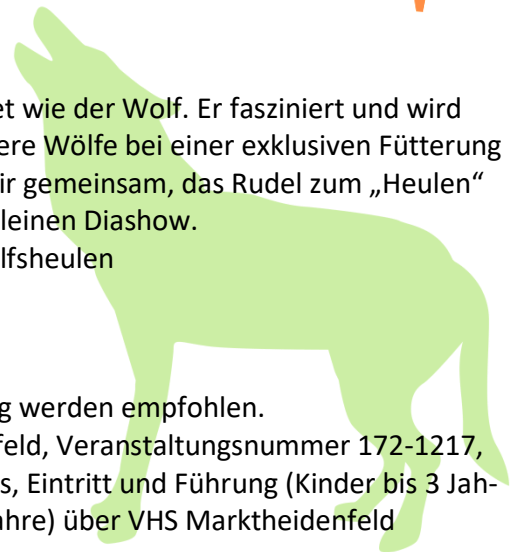 et wie der Wolf. Er fasziniert und wird
ere Wölfe bei einer exklusiven Fütterung
ir gemeinsam, das Rudel zum „Heulen“
leinen Diashow.
lfsheulen
g werden empfohlen.
feld, Veranstaltungsnummer 172-1217,
s, Eintritt und Führung (Kinder bis 3 Jah-
ahre) über VHS Marktheidenfeld